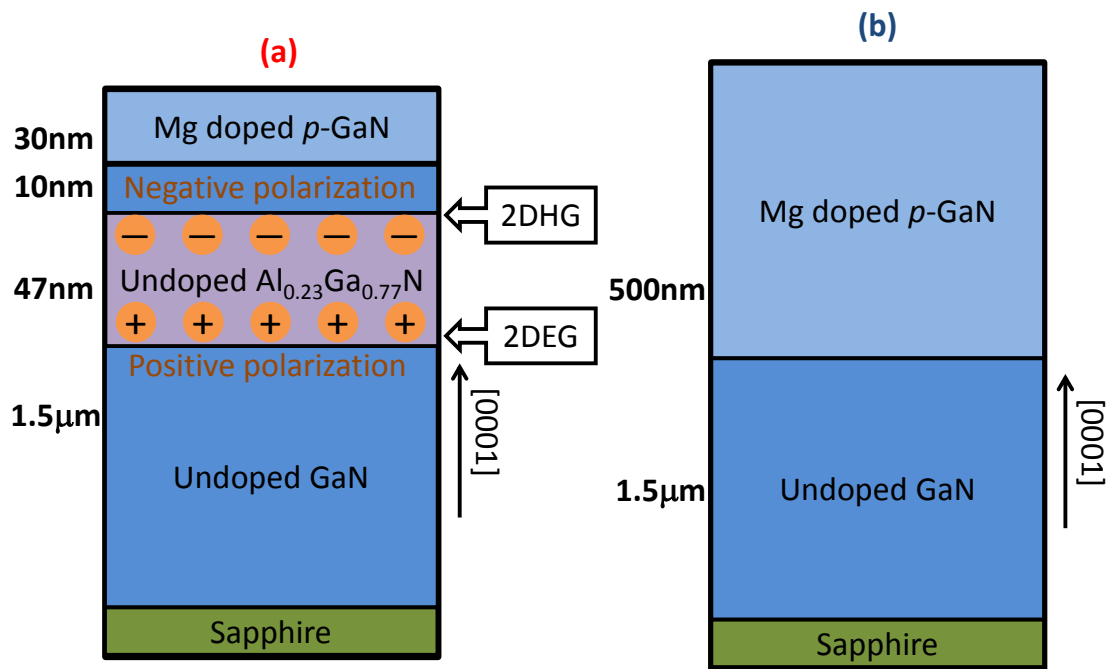 (a)
30nm
Mg doped p-GaN
10nm
Negative polarization
2DHG
− − − − −
47nm
Undoped Al0.23Ga0.77N
+ + + + +
2DEG
Positive polarization
1.5μm
[0001]
Undoped GaN
Sapphire
(b)
Mg doped p-GaN
500nm
[0001]
1.5μm
Undoped GaN
Sapphire